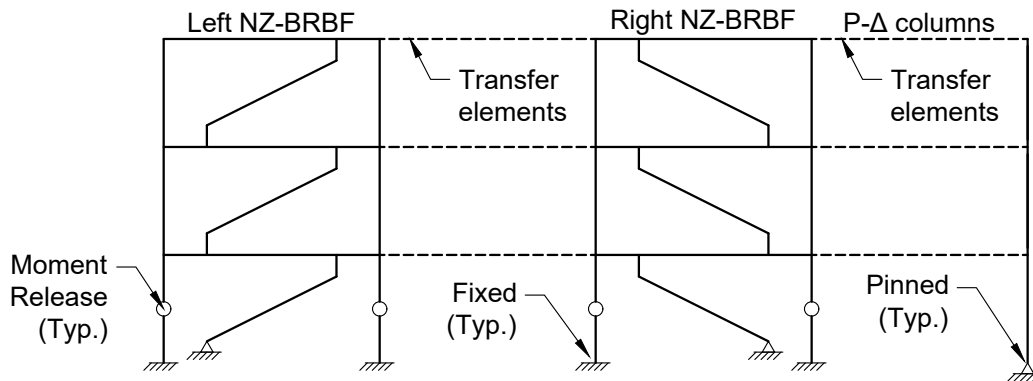 Left NZ-BRBF
Right NZ-BRBF
P-Δ columns
Transfer
elements
Transfer
elements
Moment
Release
(Typ.)
Fixed
(Typ.)
Pinned
(Typ.)